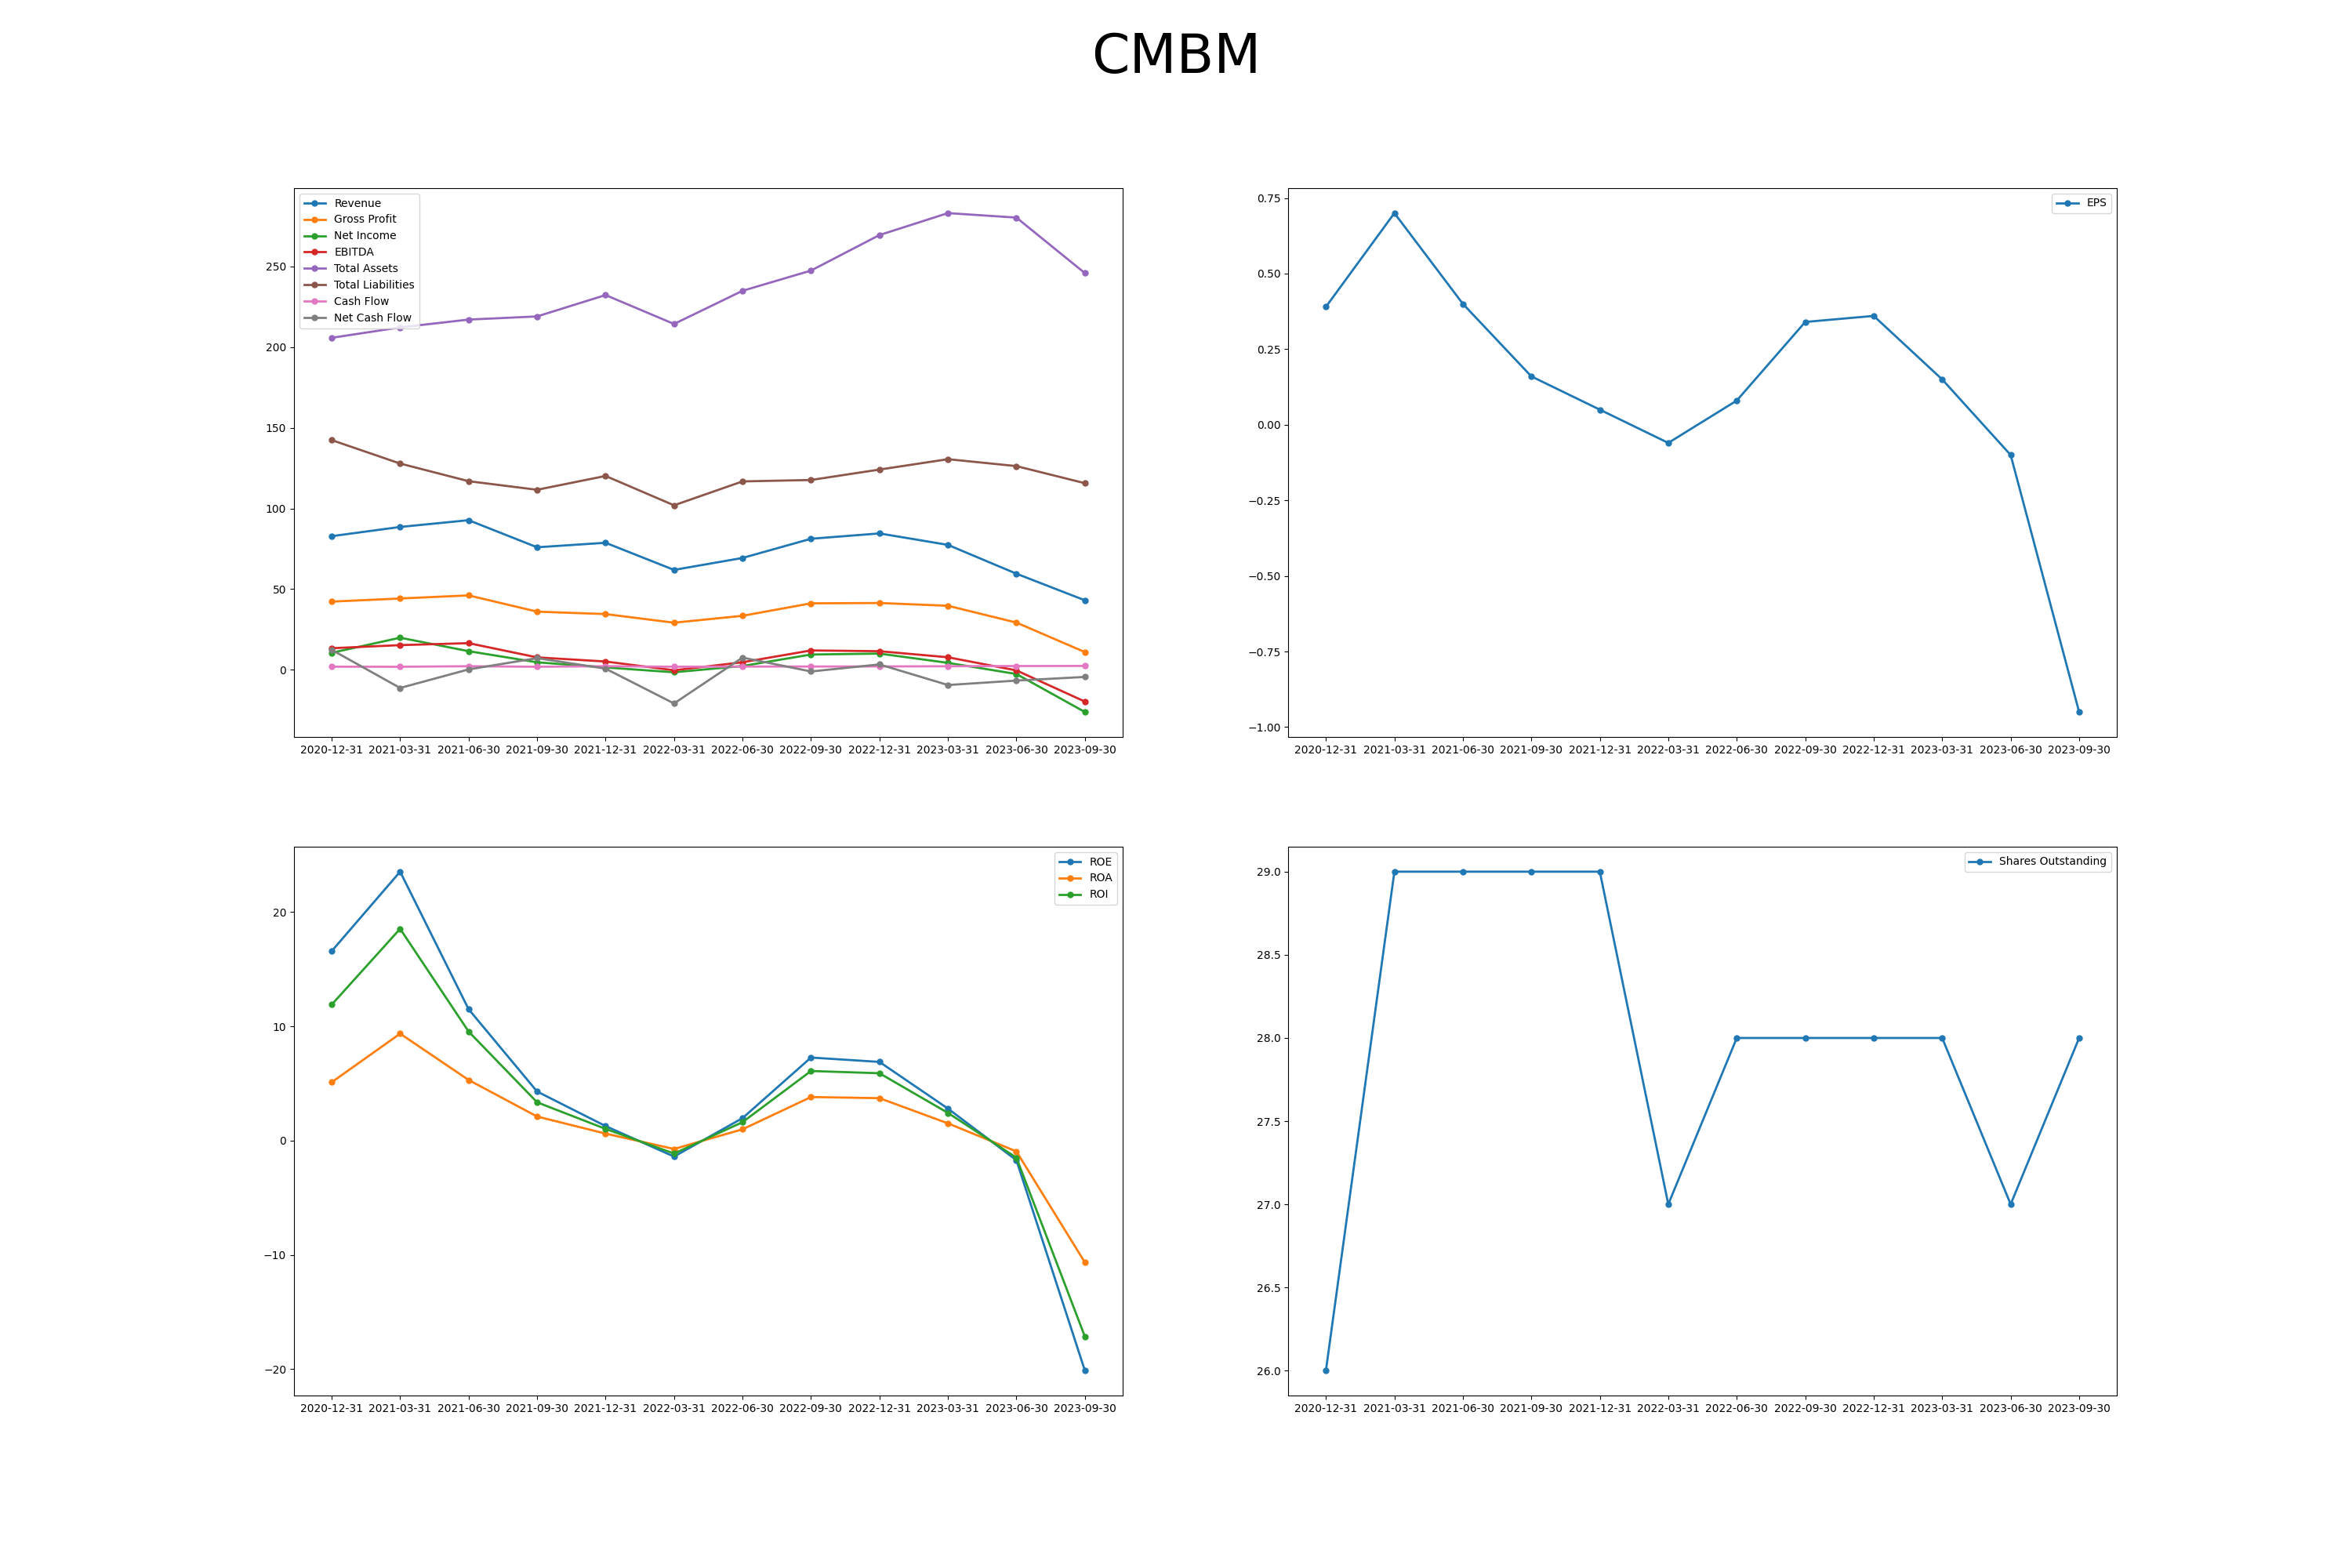 CMBM
Revenue
Gross Profit
Net Income
EBITDA
Total Assets
Total Liabilities
Cash Flow
Net Cash Flow
250
200
150
100
50
0
2020-12-31 2021-03-31 2021-06-30 2021-09-30 2021-12-31 2022-03-31 2022-06-30 2022-09-30 2022-12-31 2023-03-31 2023-06-30 2023-09-30
EPS
0.75
0.50
0.25
0.00
−0.25
−0.50
−0.75
−1.00
2020-12-31 2021-03-31 2021-06-30 2021-09-30 2021-12-31 2022-03-31 2022-06-30 2022-09-30 2022-12-31 2023-03-31 2023-06-30 2023-09-30
ROE
ROA
ROI
20
10
0
−10
−20
2020-12-31 2021-03-31 2021-06-30 2021-09-30 2021-12-31 2022-03-31 2022-06-30 2022-09-30 2022-12-31 2023-03-31 2023-06-30 2023-09-30
Shares Outstanding
29.0
28.5
28.0
27.5
27.0
26.5
26.0
2020-12-31 2021-03-31 2021-06-30 2021-09-30 2021-12-31 2022-03-31 2022-06-30 2022-09-30 2022-12-31 2023-03-31 2023-06-30 2023-09-30